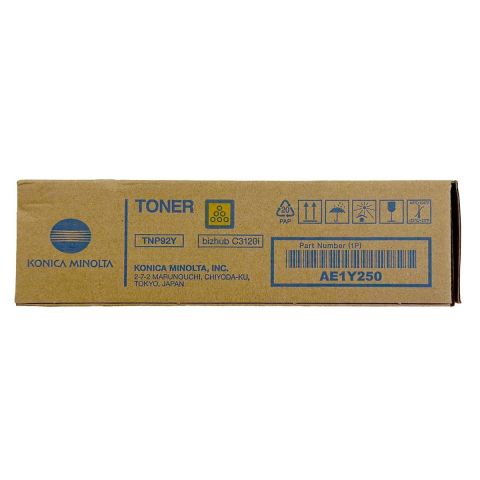 KONICA MINOLTA
TONER
TNP92Y
bizhub C3120i
KONICA MINOLTA, INC.
2-7-2 MARUNOUCHI, CHIYODA-KU,
TOKYO, JAPAN
20
PAP
Part Number (1P)
AE1Y250